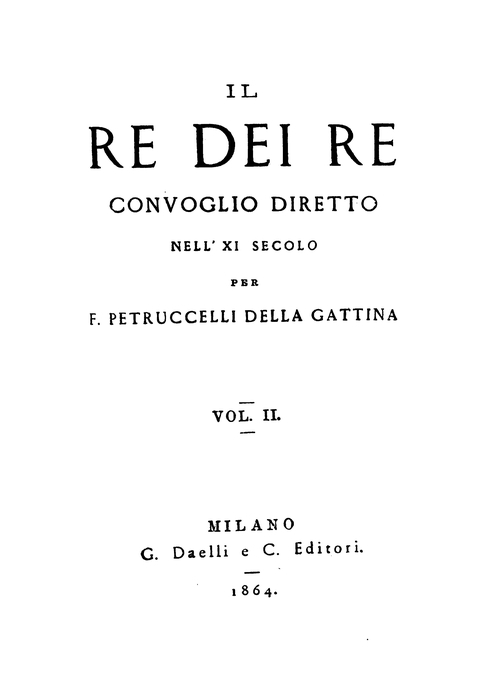 IL
RE DEI RE
CONVOGLIO DIRETTO
NELL' XI SECOLO
PER
F. PETRUCCELLI DELLA GATTINA
VOL. II.
MILANO
G. Daelli e C. Editori.
1864.